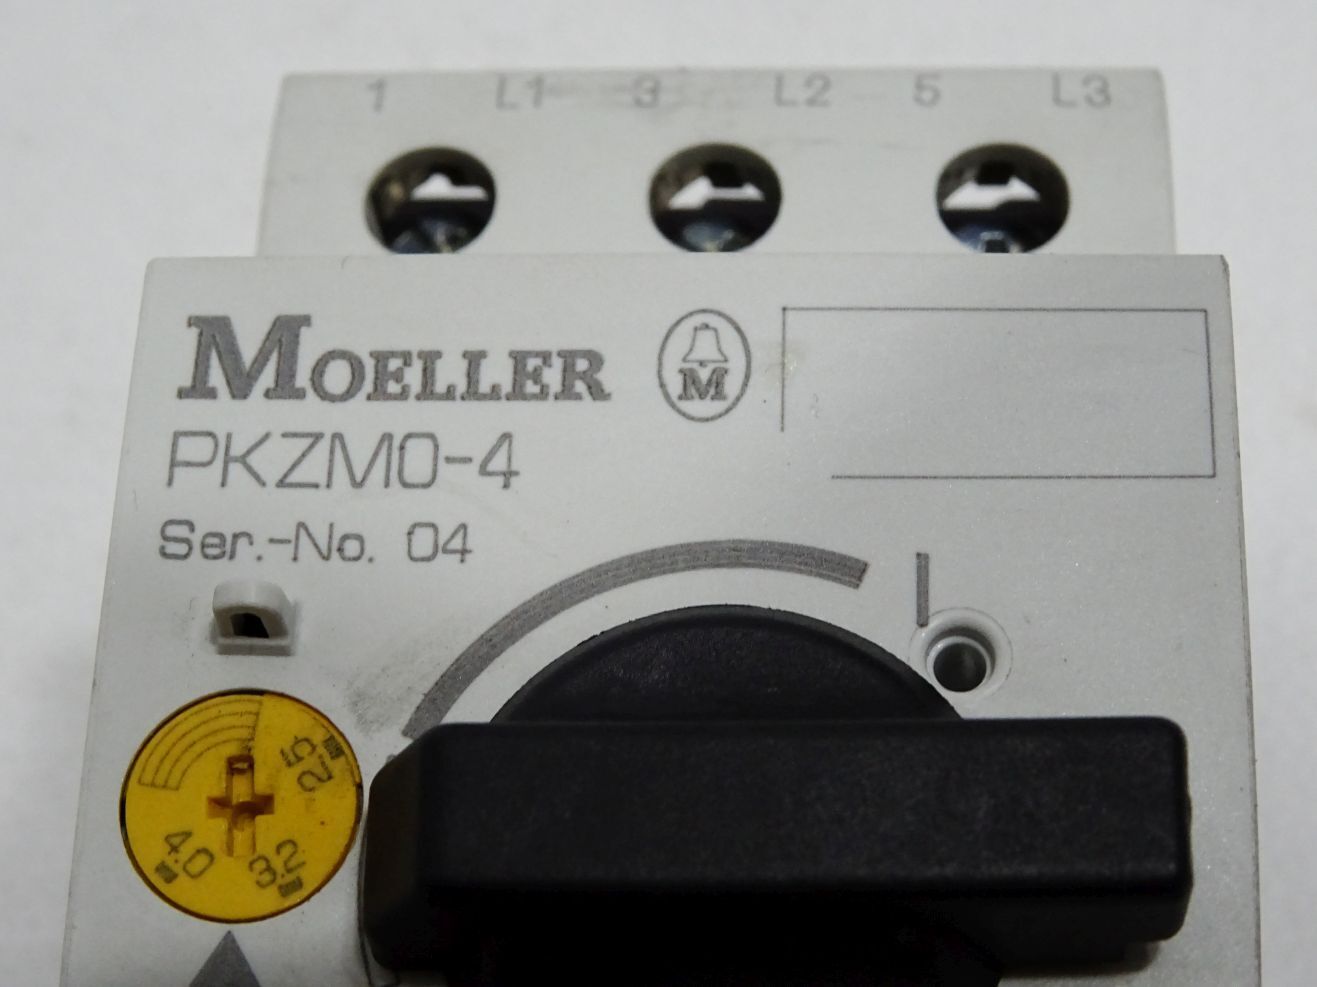 1 L1 3 L2 5 L3
MOELLER M
PKZM0-4
Ser.-No. 04
2.5
4.0 3.2